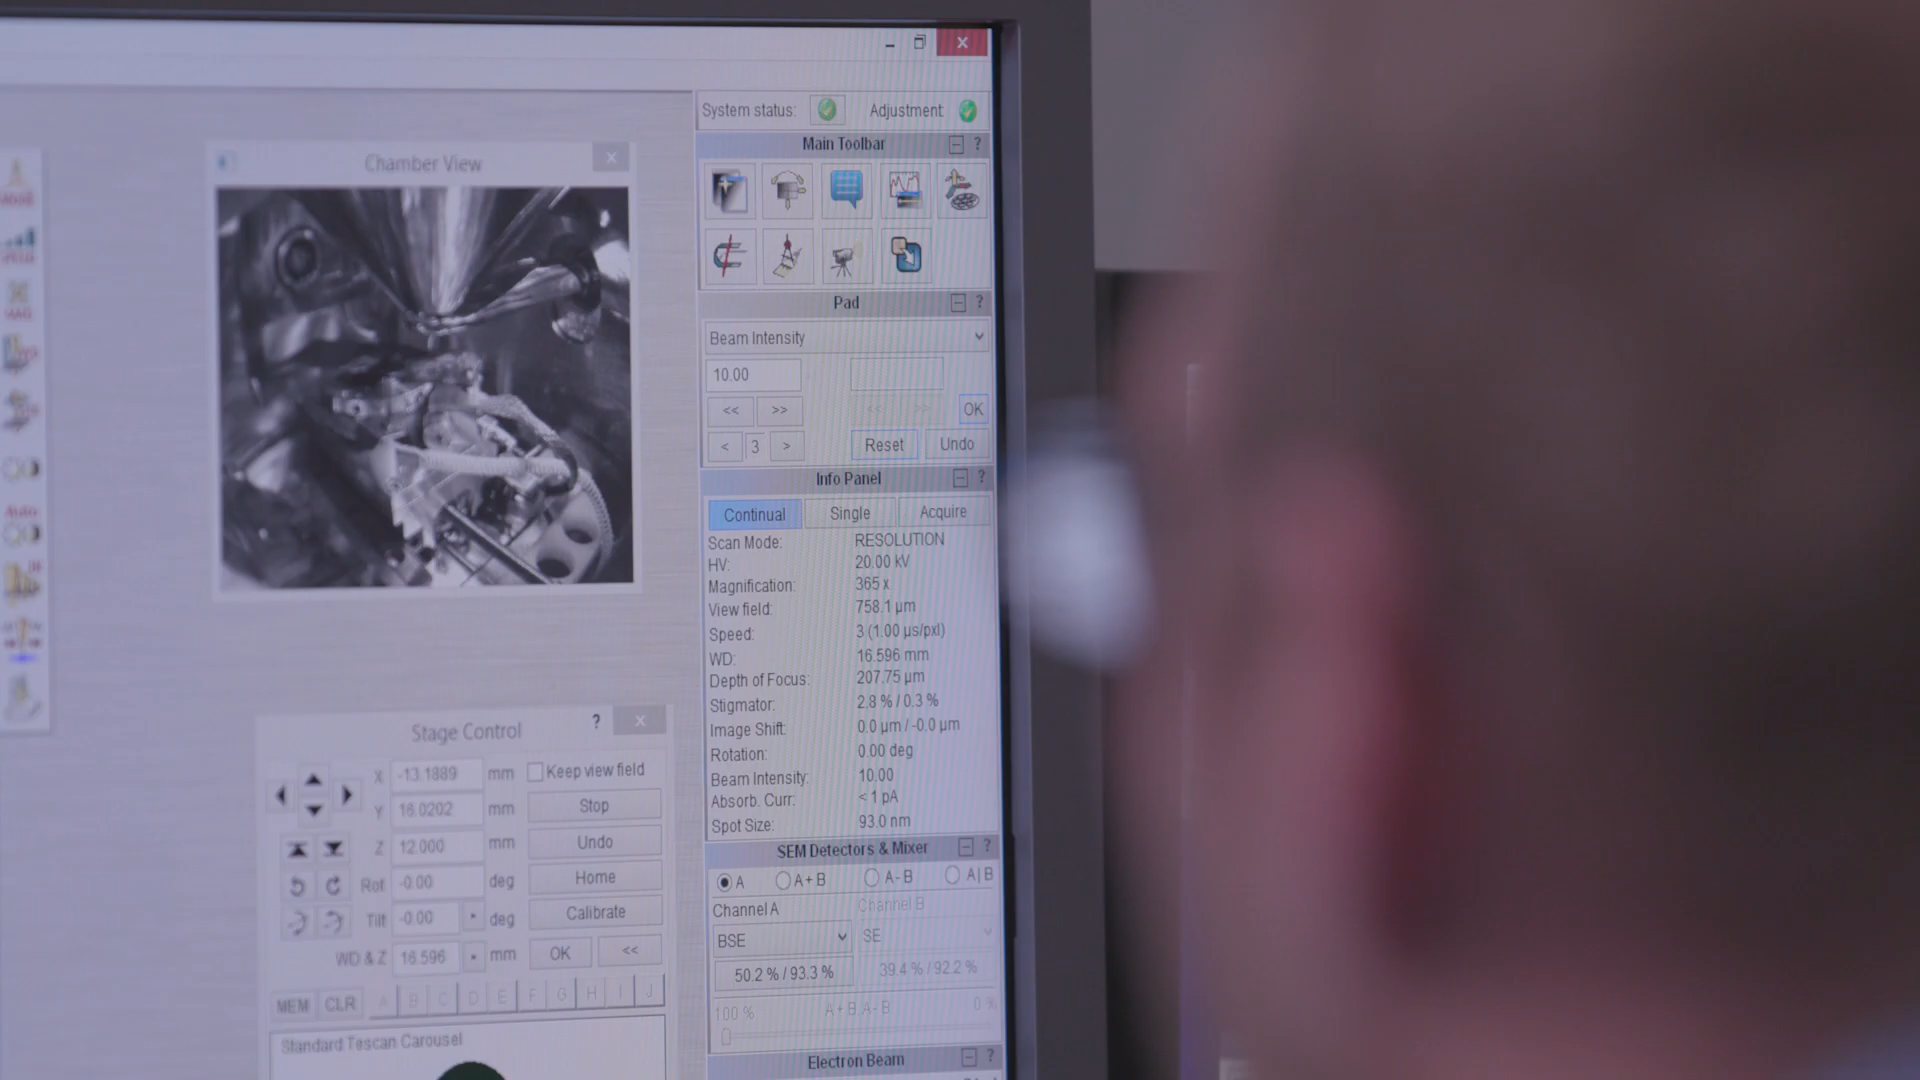 System status: Adjustment:
Main Toolbar ?
Chamber View
Pad ?
Beam Intensity
10.00
<< >> << >> OK
< 3 > Reset Undo
Info Panel ?
Continual Single Acquire
Scan Mode: RESOLUTION
HV: 20.00 kV
Magnification: 365 x
View field: 758.1 µm
Speed: 3 (1.00 µs/pxl)
WD: 16.596 mm
Depth of Focus: 207.75 µm
Stigmator: 2.8 % / 0.3 %
Image Shift: 0.0 µm / -0.0 µm
Rotation: 0.00 deg
Beam Intensity: 10.00
Absorb. Curr: < 1 pA
Spot Size: 93.0 nm
SEM Detectors & Mixer ?
A A + B A - B A | B
Channel A Channel B
BSE SE
50.2 % / 93.3 % 39.4 % / 92.2 %
100 % A + B A - B 0 %
Electron Beam ?
Auto
Stage Control ?
X -13.1889 mm Keep view field
Y 16.0202 mm Stop
Z 12.000 mm Undo
Rot -0.00 deg Home
Tilt -0.00 deg Calibrate
WD & Z 16.596 mm OK <<
MEM CLR A B C D E F G H I J
Standard Tescan Carousel